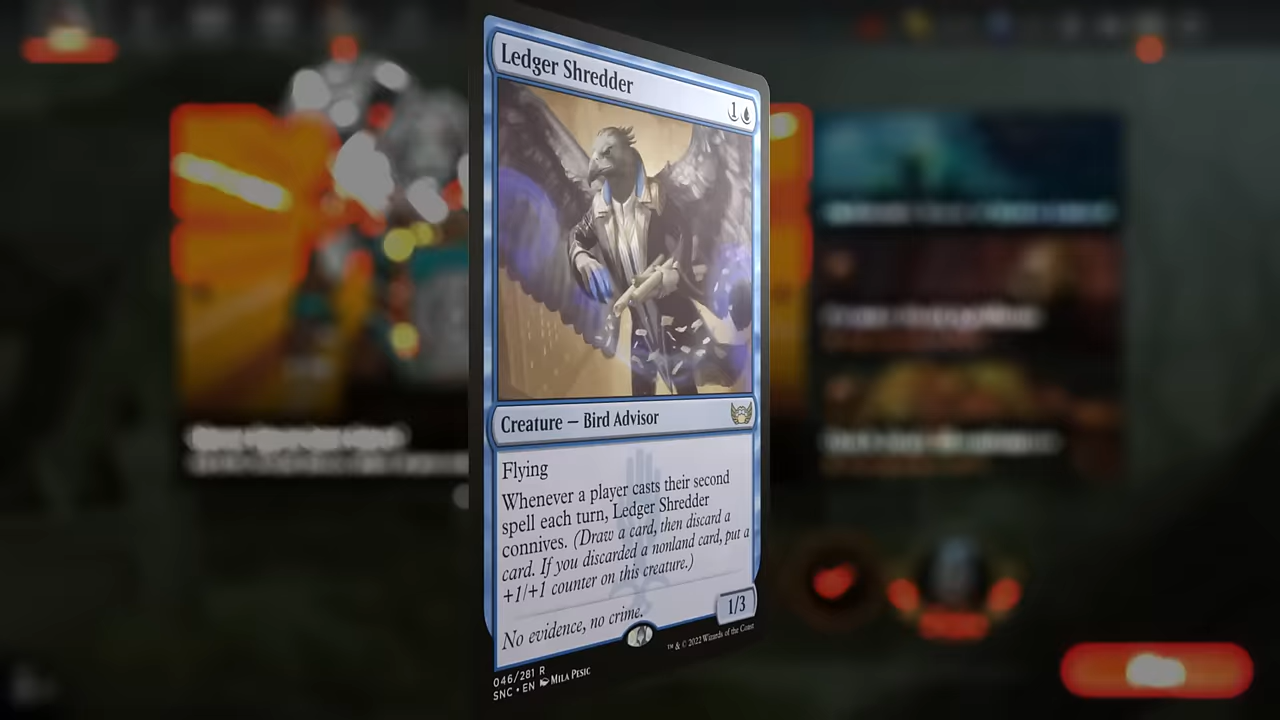 Ledger Shredder
1
Creature — Bird Advisor
Flying
Whenever a player casts their second
spell each turn, Ledger Shredder
connives. (Draw a card, then discard a
card. If you discarded a nonland card, put a
+1/+1 counter on this creature.)
No evidence, no crime.
1/3
™ & © 2022 Wizards of the Coast
046/281 R
SNC • EN Mila Pesic